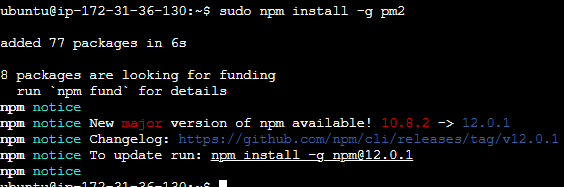 ubuntu@ip-172-31-36-130:~$ sudo npm install -g pm2
added 77 packages in 6s
8 packages are looking for funding
  run `npm fund` for details
npm notice
npm notice New major version of npm available! 10.8.2 -> 12.0.1
npm notice Changelog: https://github.com/npm/cli/releases/tag/v12.0.1
npm notice To update run: npm install -g npm@12.0.1
npm notice
ubuntu@ip-172-31-36-130:~$